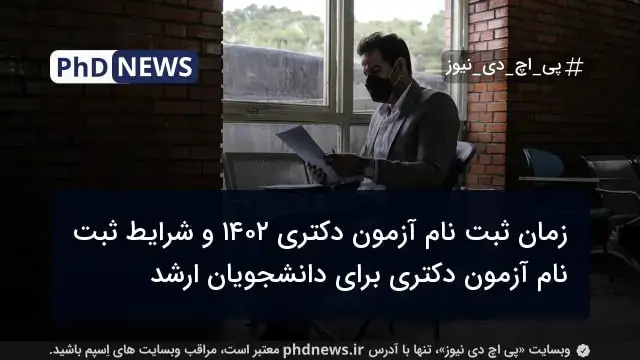 PhD NEWS
#پی_اچ_دی_نیوز
زمان ثبت نام آزمون دکتری ۱۴۰۲ و شرایط ثبت
نام آزمون دکتری برای دانشجویان ارشد
وبسایت «پی اچ دی نیوز»، تنها با آدرس phdnews.ir معتبر است، مراقب وبسایت های اِسپم باشید.